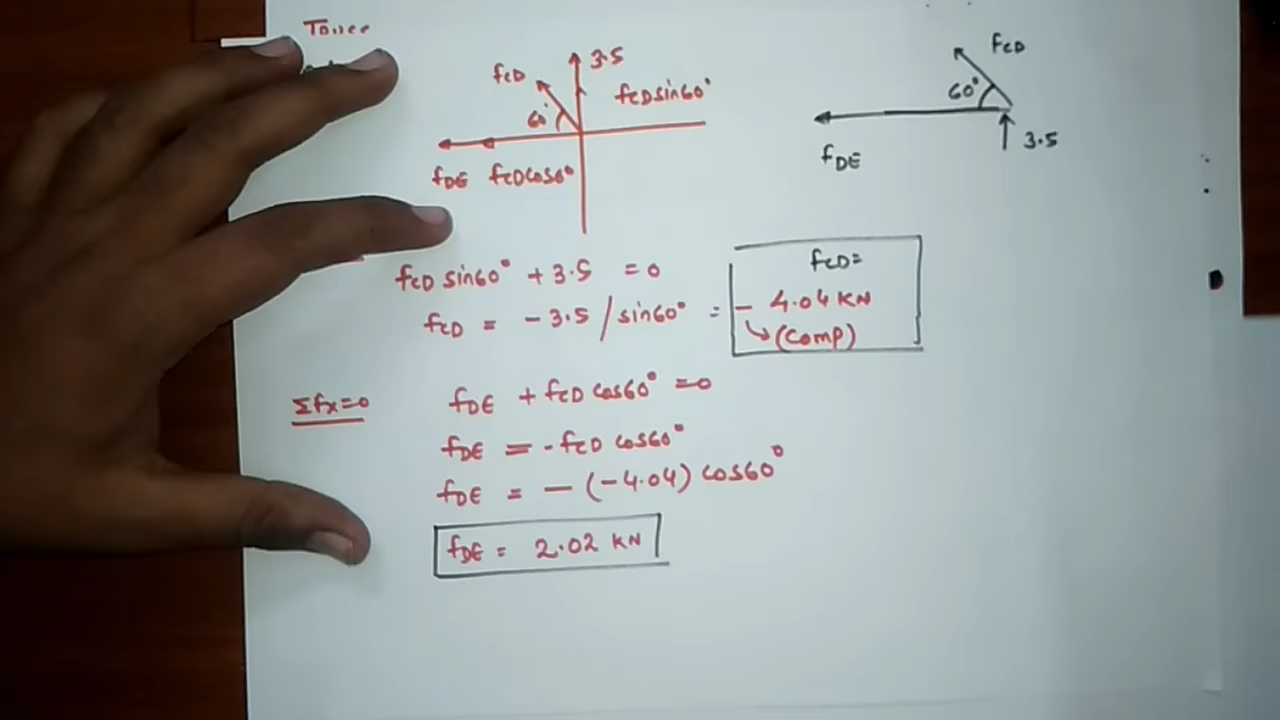 3.5
fCD
fCDsin60°
60°
fDE fCDcos6°
fCD
60°
3.5
fDE
fCD sin60° + 3.5 = 0
fCD = - 3.5 / sin60° =
fCD=
- 4.04 KN
(comp)
Σfx=0
fDE + fCD cos60° =0
fDE = - fCD cos60°
fDE = - (-4.04) cos60°
fDE = 2.02 KN